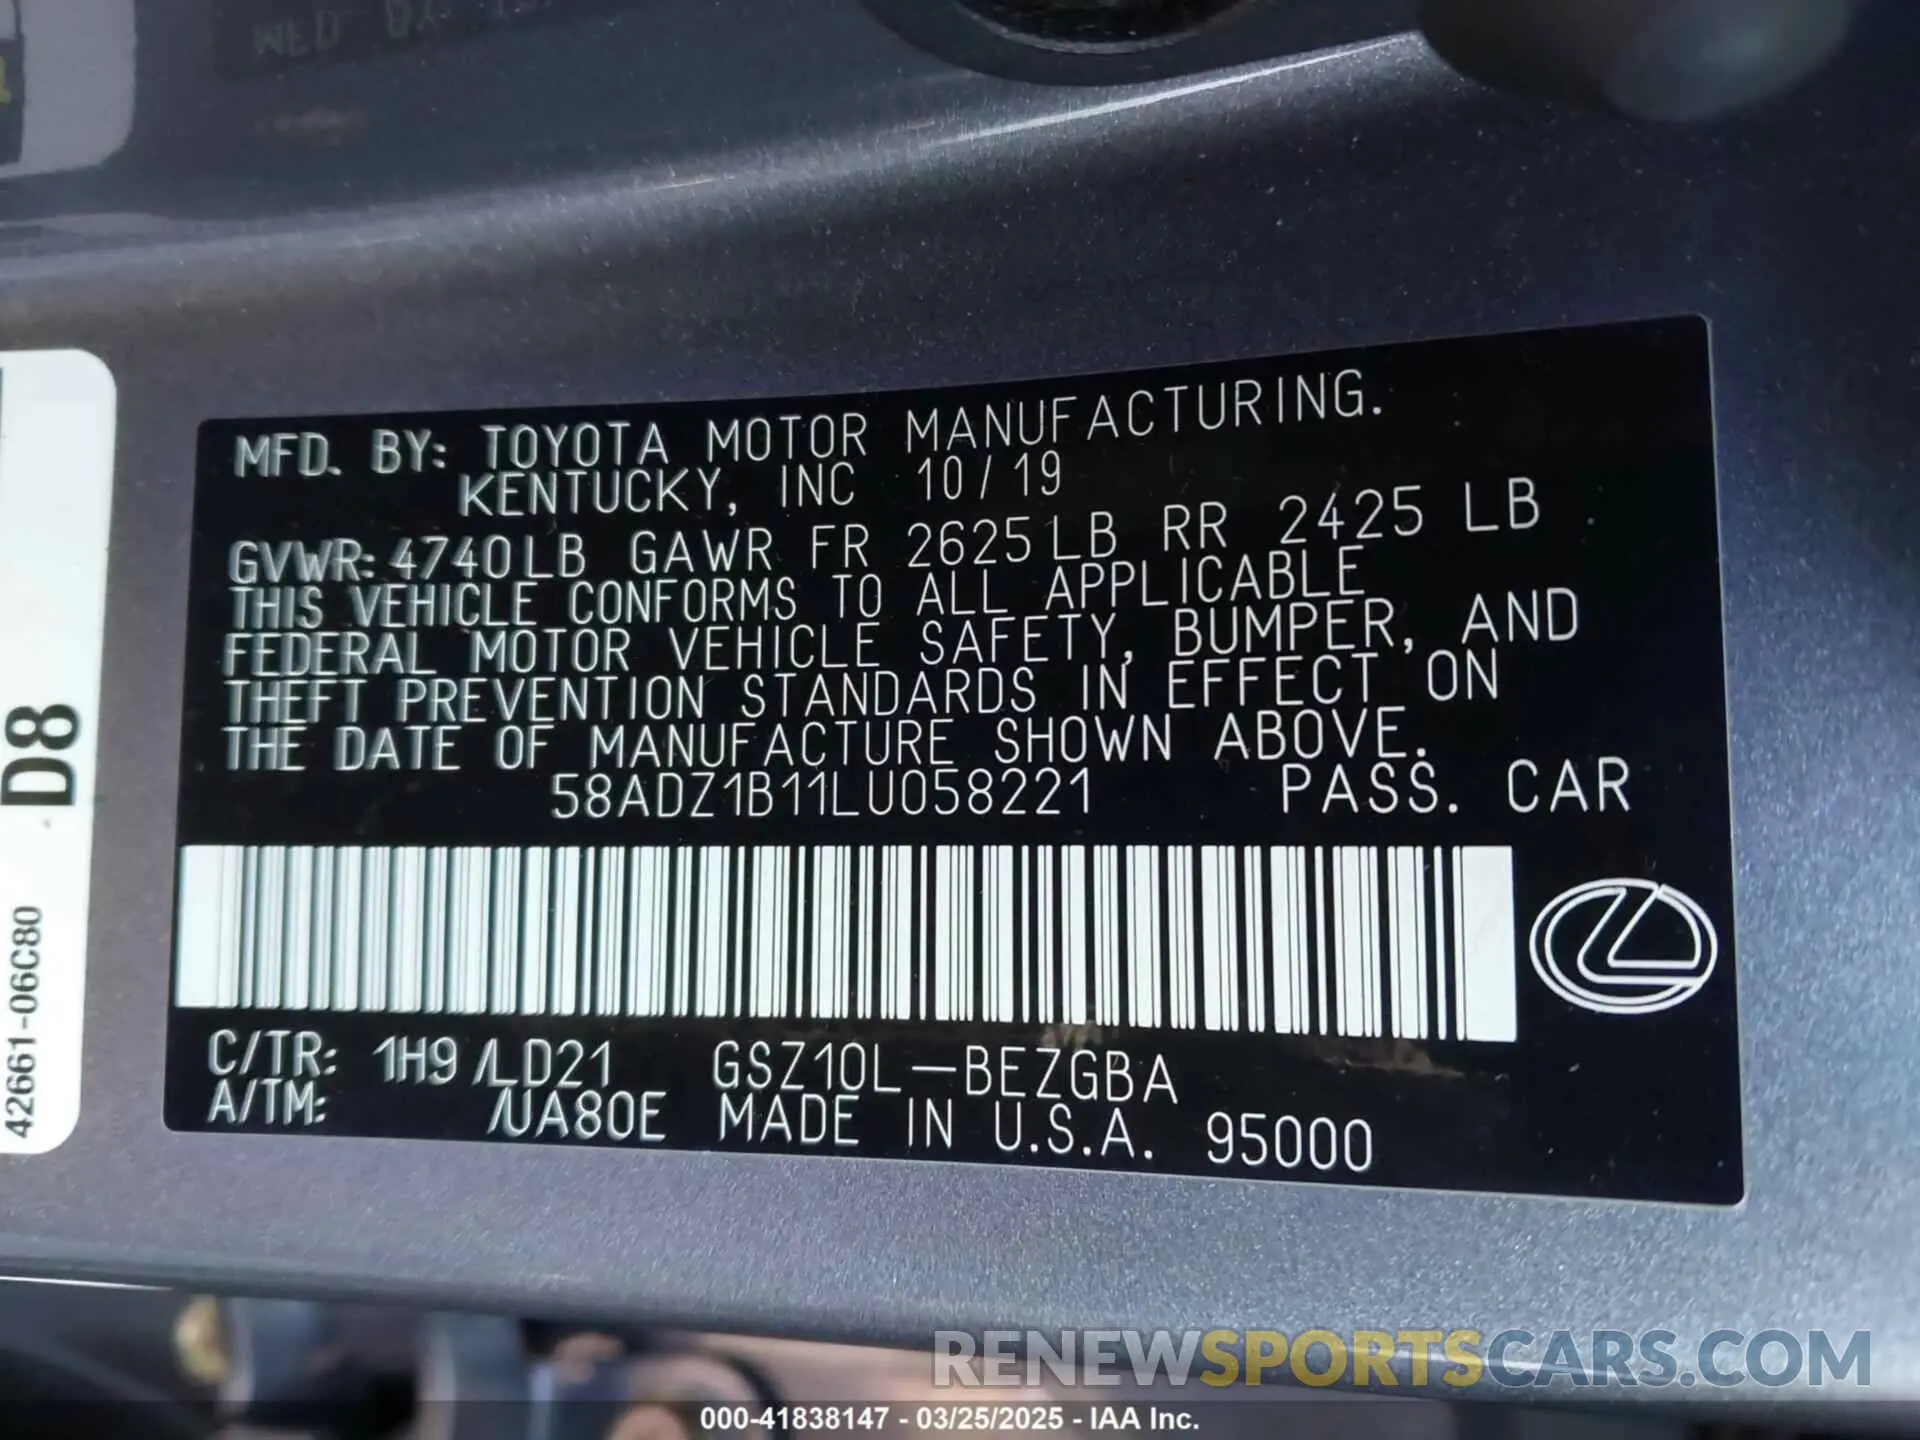 MFD. BY: TOYOTA MOTOR MANUFACTURING.
KENTUCKY, INC 10/19
GVWR: 4740LB GAWR FR 2625LB RR 2425 LB
THIS VEHICLE CONFORMS TO ALL APPLICABLE
FEDERAL MOTOR VEHICLE SAFETY, BUMPER, AND
THEFT PREVENTION STANDARDS IN EFFECT ON
THE DATE OF MANUFACTURE SHOWN ABOVE.
58ADZ1B11LU058221 PASS. CAR
C/TR: 1H9 /LD21 GSZ10L-BEZGBA
A/TM: /UA80E MADE IN U.S.A. 95000
D8
42661-06C80
RENEWSPORTSCARS.COM
000-41838147 - 03/25/2025 - IAA Inc.